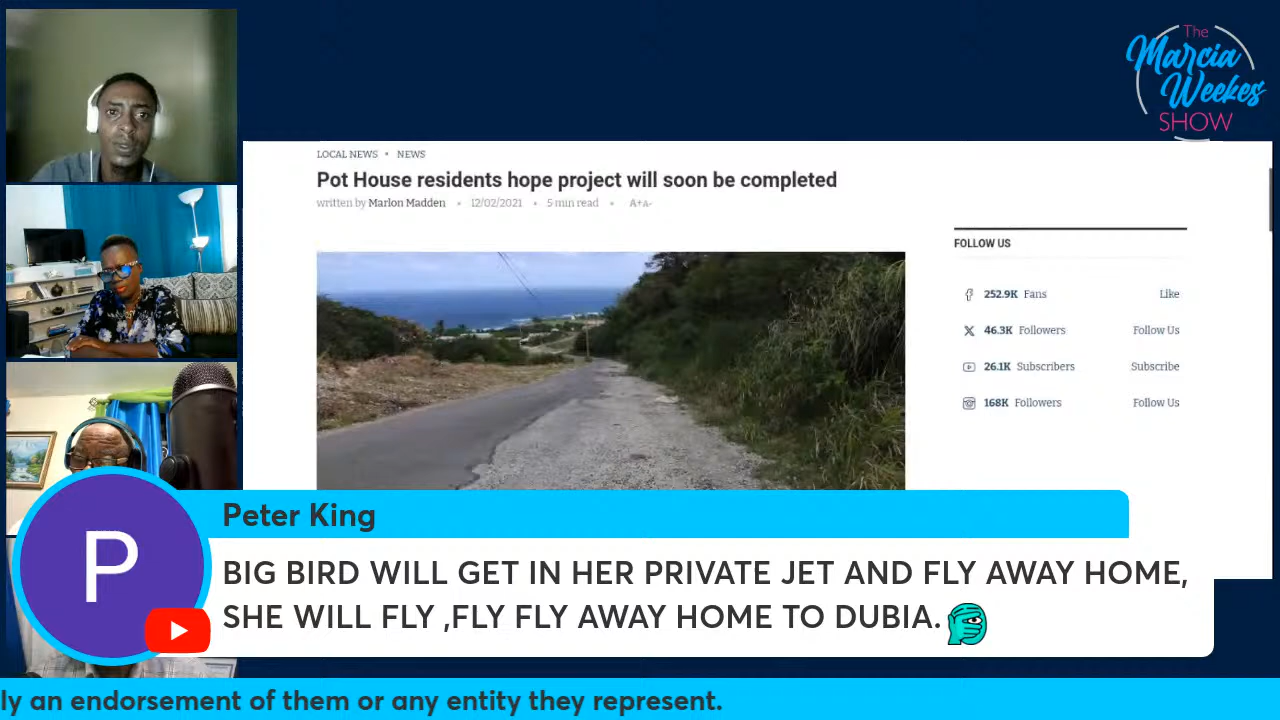 The
Marcia
Weekes
SHOW
LOCAL NEWS • NEWS
Pot House residents hope project will soon be completed
written by Marlon Madden • 12/02/2021 • 5 min read • A+A-
FOLLOW US
252.9K Fans Like
46.3K Followers Follow Us
26.1K Subscribers Subscribe
168K Followers Follow Us
P
Peter King
BIG BIRD WILL GET IN HER PRIVATE JET AND FLY AWAY HOME,
SHE WILL FLY ,FLY FLY AWAY HOME TO DUBIA.
ly an endorsement of them or any entity they represent.